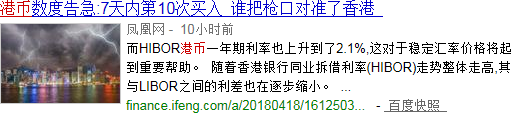 港币数度告急:7天内第10次买入 谁把枪口对准了香港
凤凰网 - 10小时前
而HIBOR港币一年期利率也上升到了2.1%,这对于稳定汇率价格将起
到重要帮助。 随着香港银行同业拆借利率(HIBOR)走势整体走高,其
与LIBOR之间的利差也在逐步缩小。 ...
finance.ifeng.com/a/20180418/1612503... - 百度快照